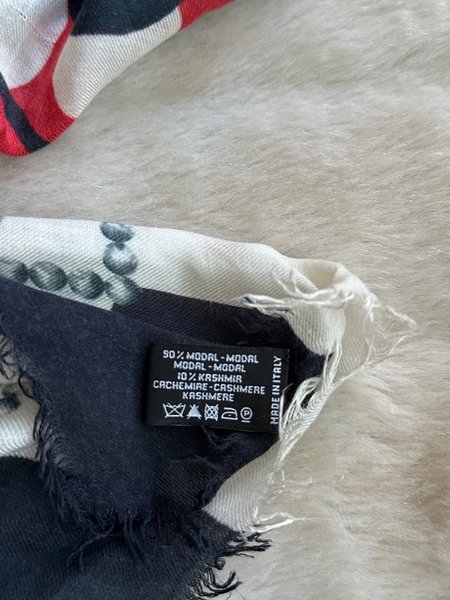 90% MODAL - MODAL
MODAL - MODAL
10% KASHMIR
CACHEMIRE - CASHMERE
KASHMERE
P
MADE IN ITALY